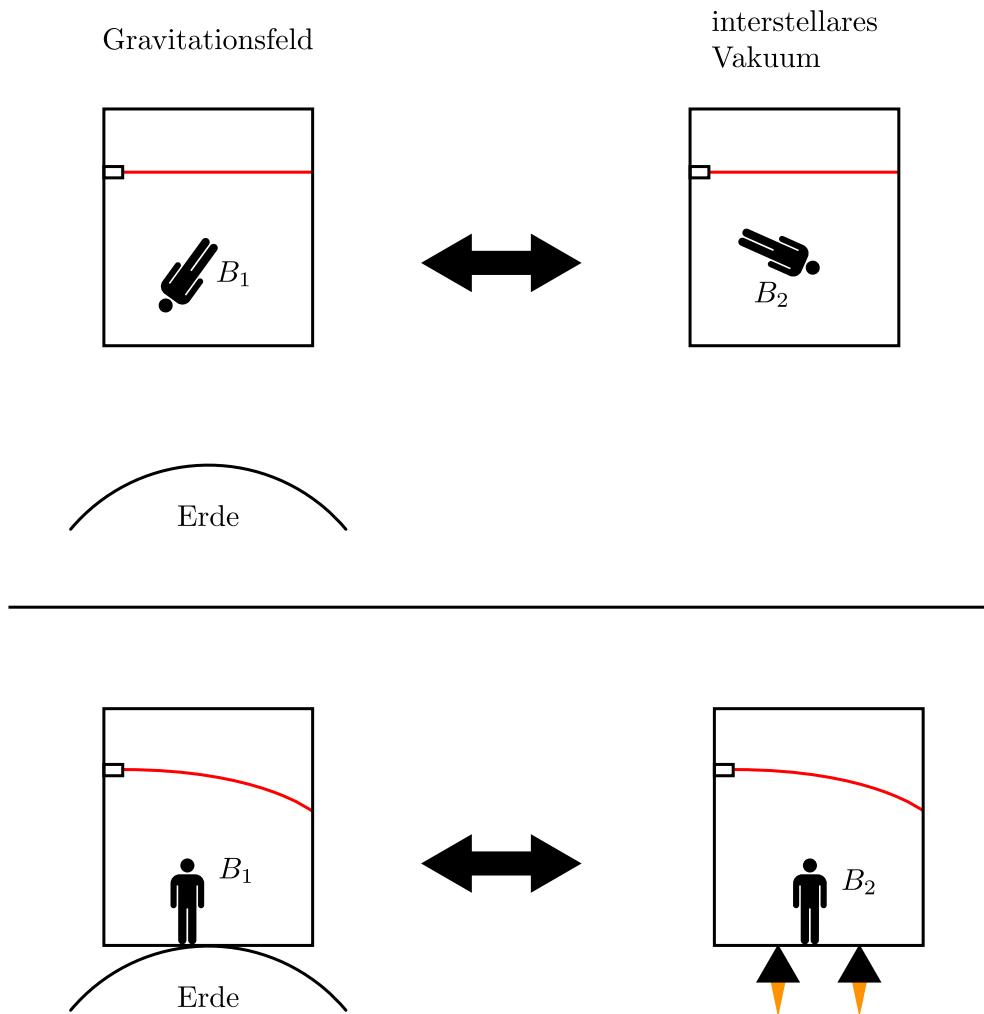 Gravitationsfeld
interstellares
Vakuum
B₁
B₂
Erde
B₁
B₂
Erde